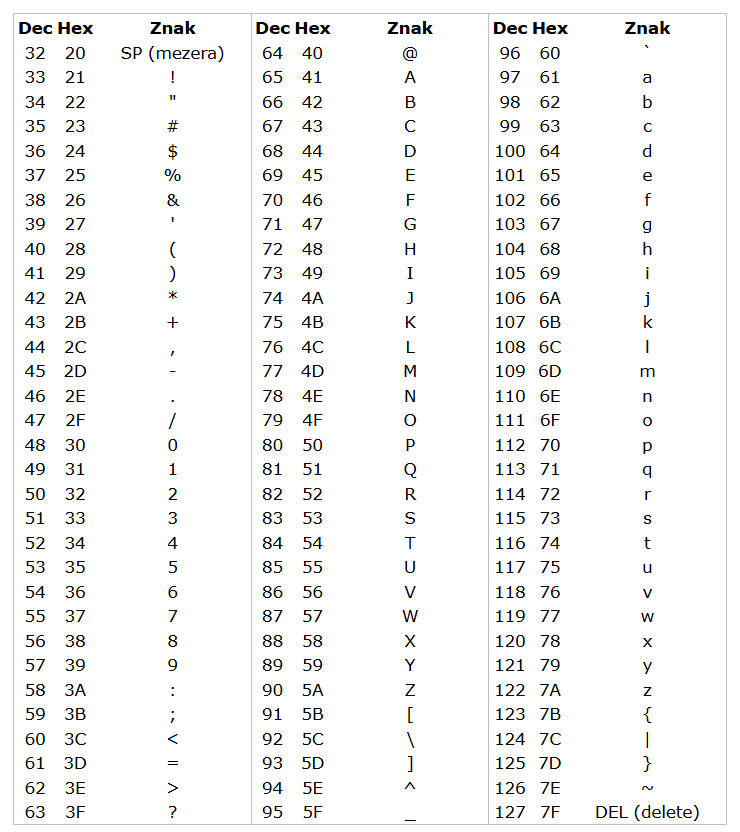 Dec Hex Znak Dec Hex Znak Dec Hex Znak
32 20 SP (mezera) 64 40 @ 96 60 `
33 21 ! 65 41 A 97 61 a
34 22 " 66 42 B 98 62 b
35 23 # 67 43 C 99 63 c
36 24 $ 68 44 D 100 64 d
37 25 % 69 45 E 101 65 e
38 26 & 70 46 F 102 66 f
39 27 ' 71 47 G 103 67 g
40 28 ( 72 48 H 104 68 h
41 29 ) 73 49 I 105 69 i
42 2A * 74 4A J 106 6A j
43 2B + 75 4B K 107 6B k
44 2C , 76 4C L 108 6C l
45 2D - 77 4D M 109 6D m
46 2E . 78 4E N 110 6E n
47 2F / 79 4F O 111 6F o
48 30 0 80 50 P 112 70 p
49 31 1 81 51 Q 113 71 q
50 32 2 82 52 R 114 72 r
51 33 3 83 53 S 115 73 s
52 34 4 84 54 T 116 74 t
53 35 5 85 55 U 117 75 u
54 36 6 86 56 V 118 76 v
55 37 7 87 57 W 119 77 w
56 38 8 88 58 X 120 78 x
57 39 9 89 59 Y 121 79 y
58 3A : 90 5A Z 122 7A z
59 3B ; 91 5B [ 123 7B {
60 3C < 92 5C \ 124 7C |
61 3D = 93 5D ] 125 7D }
62 3E > 94 5E ^ 126 7E ~
63 3F ? 95 5F _ 127 7F DEL (delete)